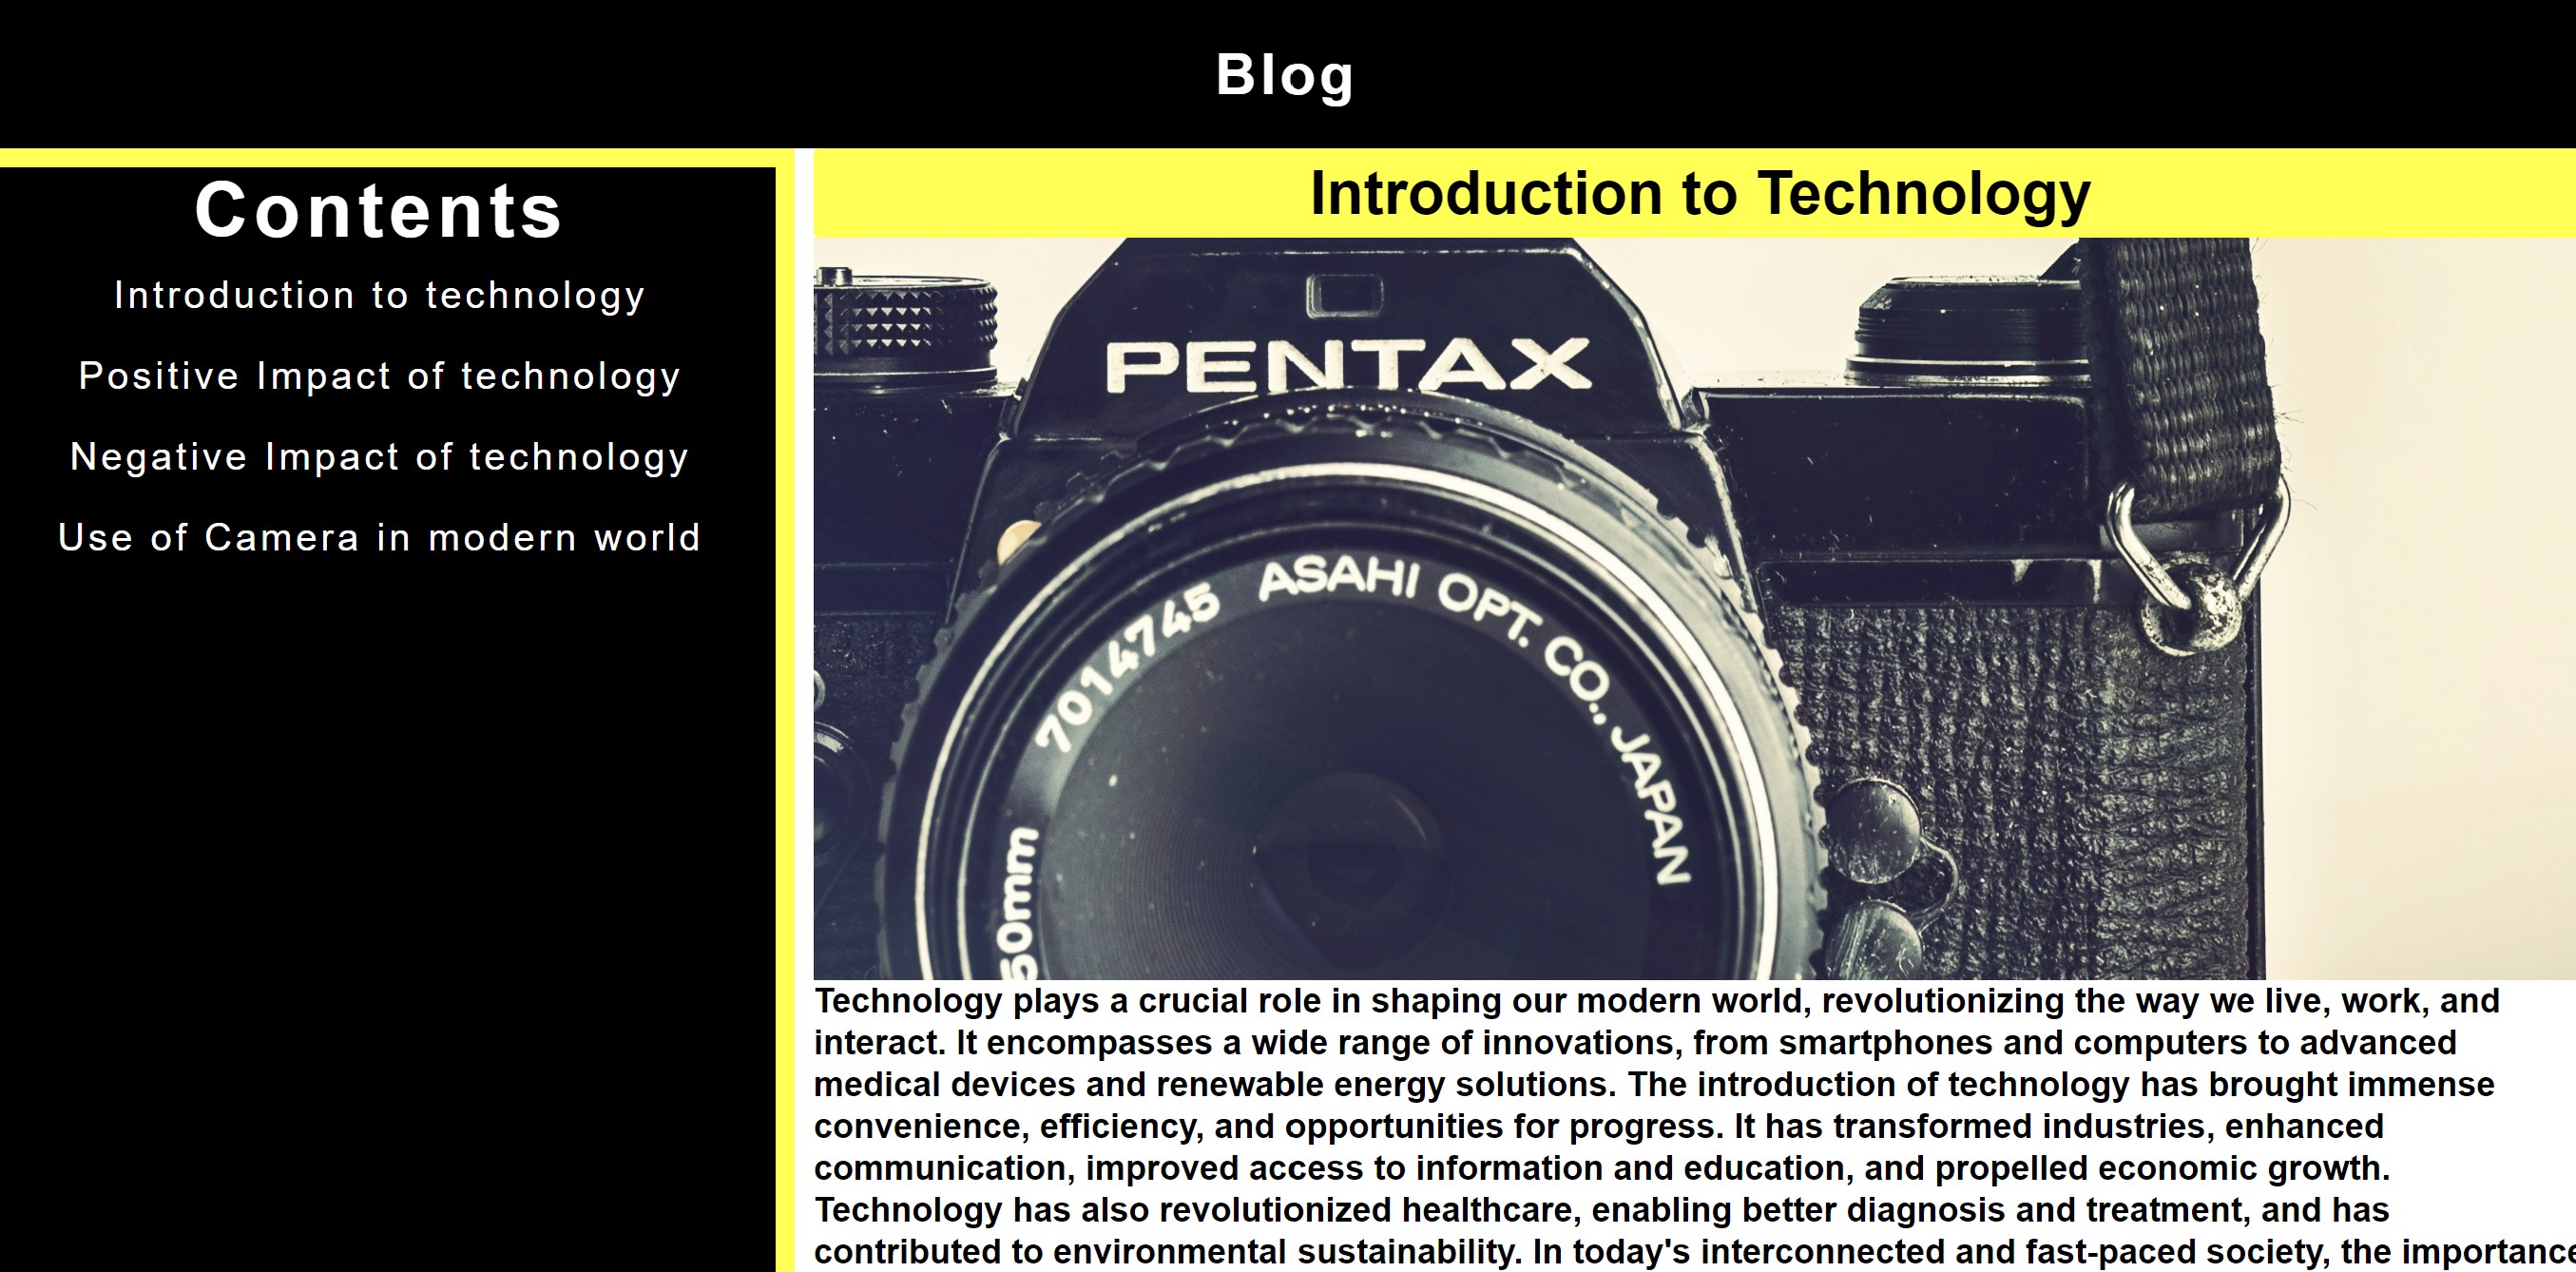 Blog
Contents
Introduction to technology
Positive Impact of technology
Negative Impact of technology
Use of Camera in modern world
Introduction to Technology
PENTAX
50mm 7014745 ASAHI OPT. CO., JAPAN
Technology plays a crucial role in shaping our modern world, revolutionizing the way we live, work, and
interact. It encompasses a wide range of innovations, from smartphones and computers to advanced
medical devices and renewable energy solutions. The introduction of technology has brought immense
convenience, efficiency, and opportunities for progress. It has transformed industries, enhanced
communication, improved access to information and education, and propelled economic growth.
Technology has also revolutionized healthcare, enabling better diagnosis and treatment, and has
contributed to environmental sustainability. In today's interconnected and fast-paced society, the importance